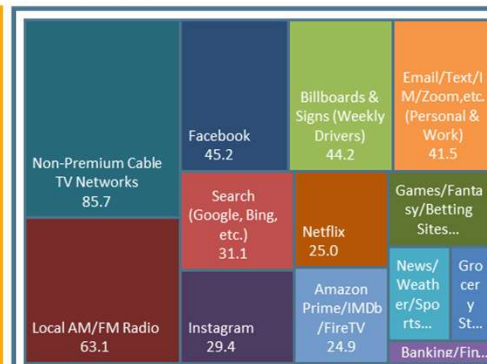 Non-Premium Cable
TV Networks
85.7
Local AM/FM Radio
63.1
Facebook
45.2
Billboards &
Signs (Weekly
Drivers)
44.2
Email/Text/I
M/Zoom,etc.
(Personal &
Work)
41.5
Search
(Google, Bing,
etc.)
31.1
Instagram
29.4
Netflix
25.0
Amazon
Prime/IMDb
/FireTV
24.9
Games/Fanta
sy/Betting
Sites...
News/
Weath
er/Spo
rts...
Gro
cer
y
St...
Banking/Fin...